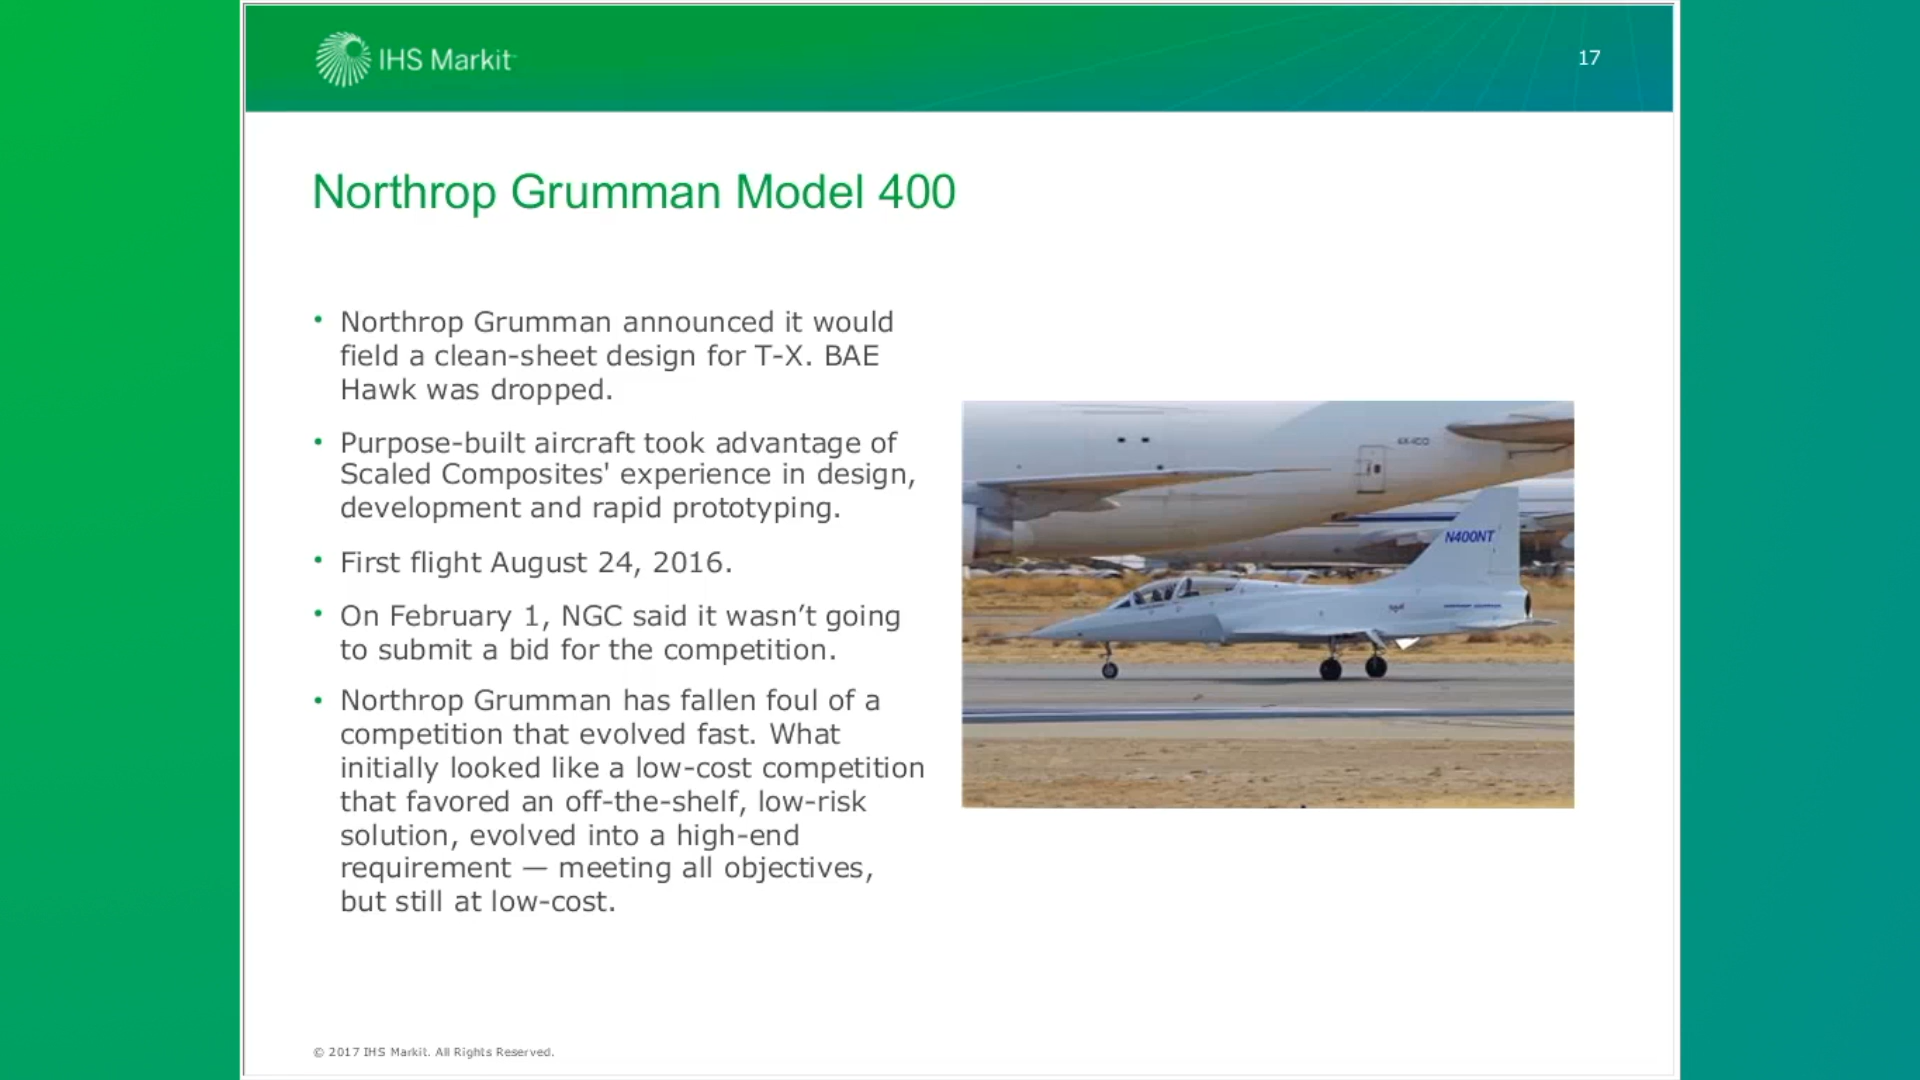 IHS Markit
17
Northrop Grumman Model 400
• Northrop Grumman announced it would
field a clean-sheet design for T-X. BAE
Hawk was dropped.
• Purpose-built aircraft took advantage of
Scaled Composites' experience in design,
development and rapid prototyping.
• First flight August 24, 2016.
• On February 1, NGC said it wasn’t going
to submit a bid for the competition.
• Northrop Grumman has fallen foul of a
competition that evolved fast. What
initially looked like a low-cost competition
that favored an off-the-shelf, low-risk
solution, evolved into a high-end
requirement — meeting all objectives,
but still at low-cost.
N400NT
© 2017 IHS Markit. All Rights Reserved.